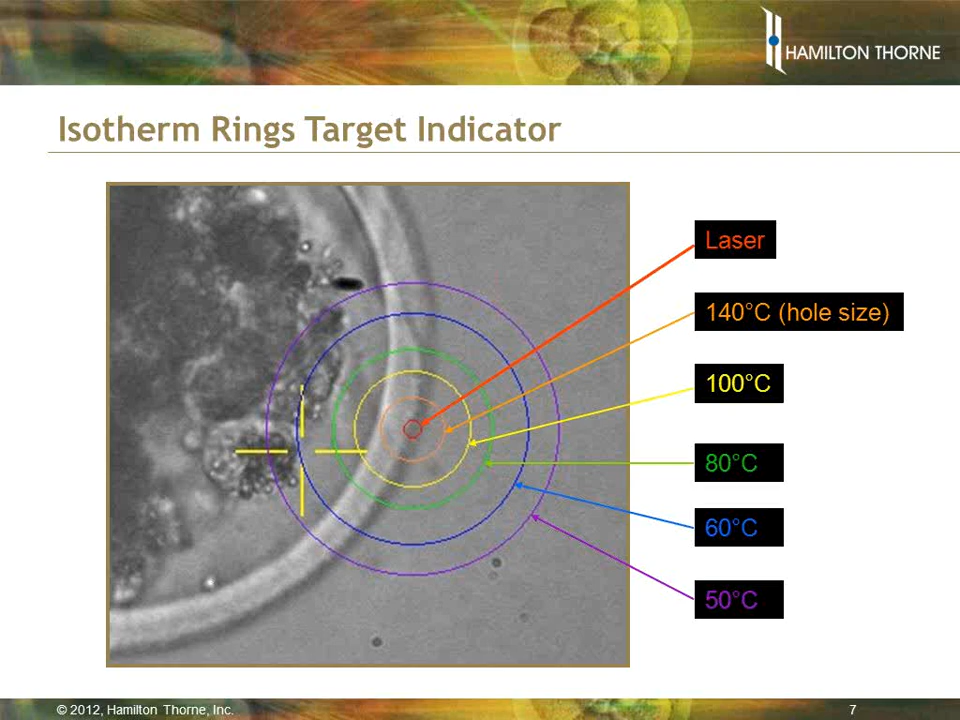 HAMILTON THORNE
Isotherm Rings Target Indicator
Laser
140°C (hole size)
100°C
80°C
60°C
50°C
© 2012, Hamilton Thorne, Inc.
7